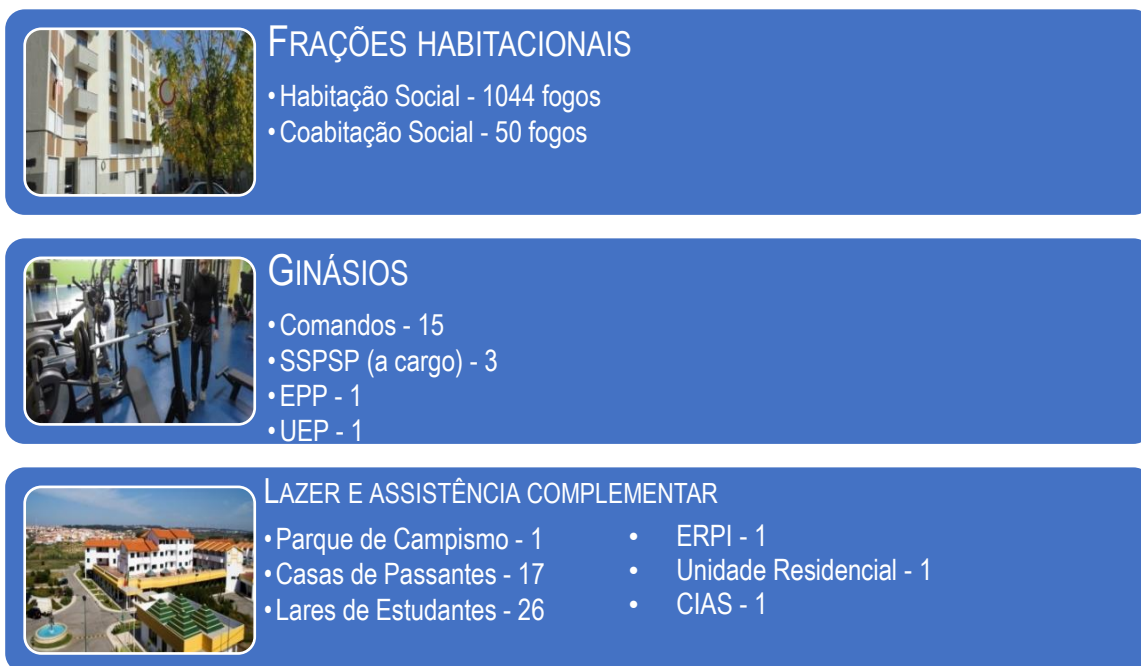 FRAÇÕES HABITACIONAIS
• Habitação Social - 1044 fogos
• Coabitação Social - 50 fogos
GINÁSIOS
• Comandos - 15
• SSPSP (a cargo) - 3
• EPP - 1
• UEP - 1
LAZER E ASSISTÊNCIA COMPLEMENTAR
• Parque de Campismo - 1
• Casas de Passantes - 17
• Lares de Estudantes - 26
• ERPI - 1
• Unidade Residencial - 1
• CIAS - 1